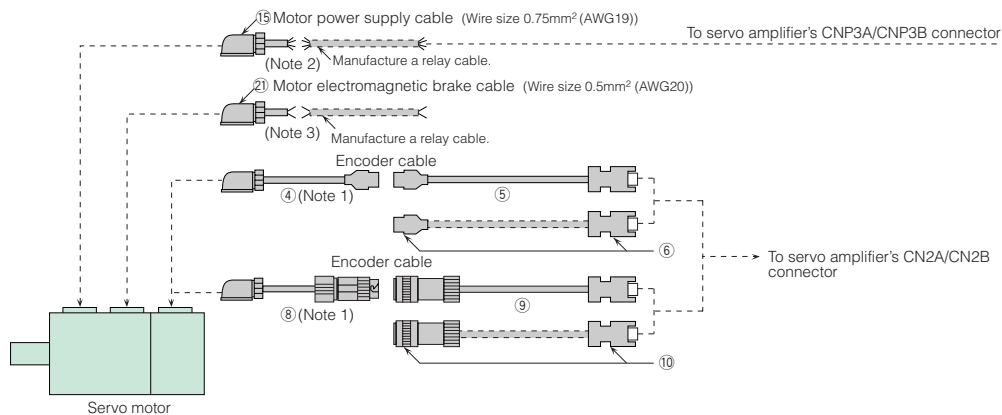 ⑮ Motor power supply cable (Wire size 0.75mm² (AWG19))
To servo amplifier's CNP3A/CNP3B connector
(Note 2)
Manufacture a relay cable.
㉑ Motor electromagnetic brake cable (Wire size 0.5mm² (AWG20))
(Note 3)
Manufacture a relay cable.
Encoder cable
④ (Note 1)
⑤
⑥
Encoder cable
To servo amplifier's CN2A/CN2B
connector
⑧ (Note 1)
⑨
⑩
Servo motor